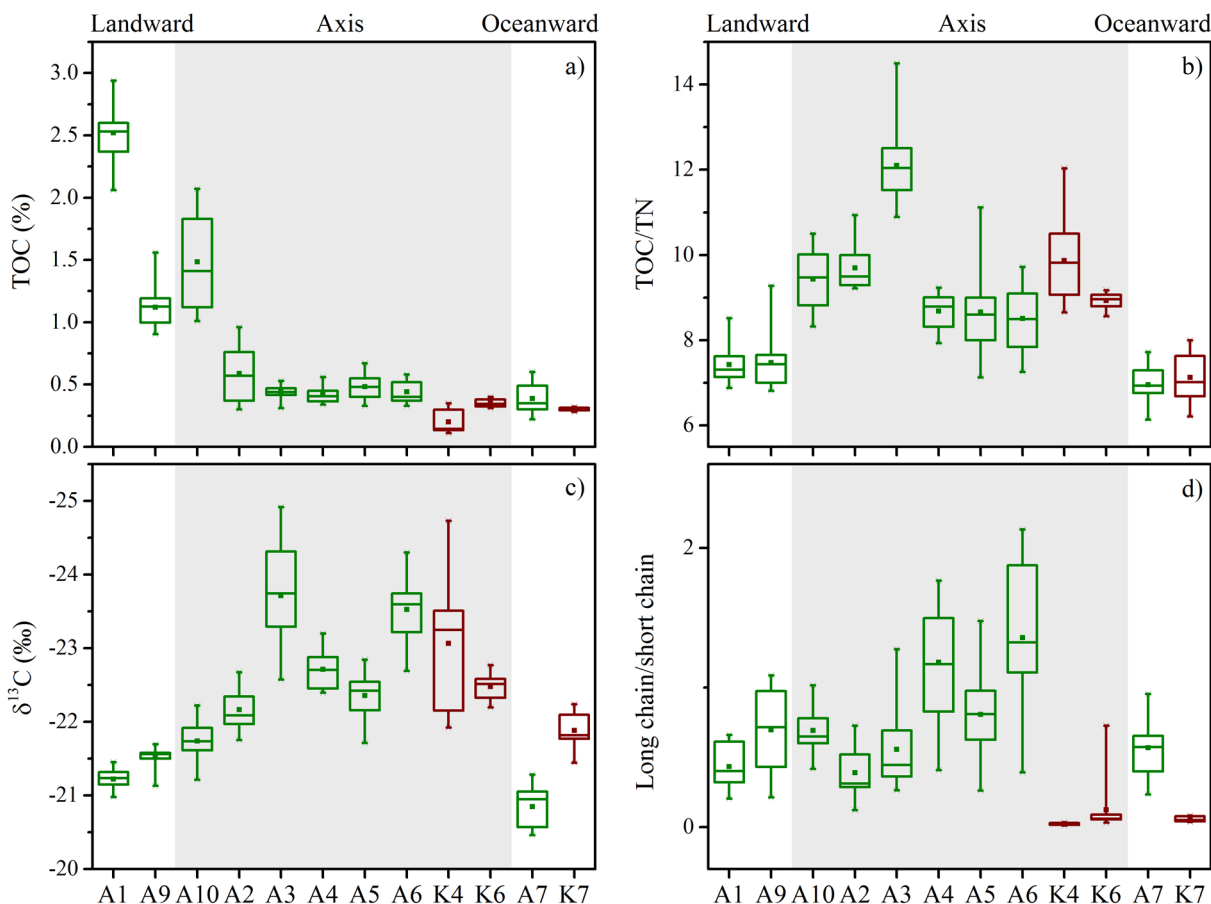 Landward Axis Oceanward
a)
TOC (%)
3.0
2.5
2.0
1.5
1.0
0.5
0.0
Landward Axis Oceanward
b)
TOC/TN
14
12
10
8
6
c)
δ¹³C (‰)
-25
-24
-23
-22
-21
-20
A1 A9 A10 A2 A3 A4 A5 A6 K4 K6 A7 K7
d)
Long chain/short chain
2
0
A1 A9 A10 A2 A3 A4 A5 A6 K4 K6 A7 K7